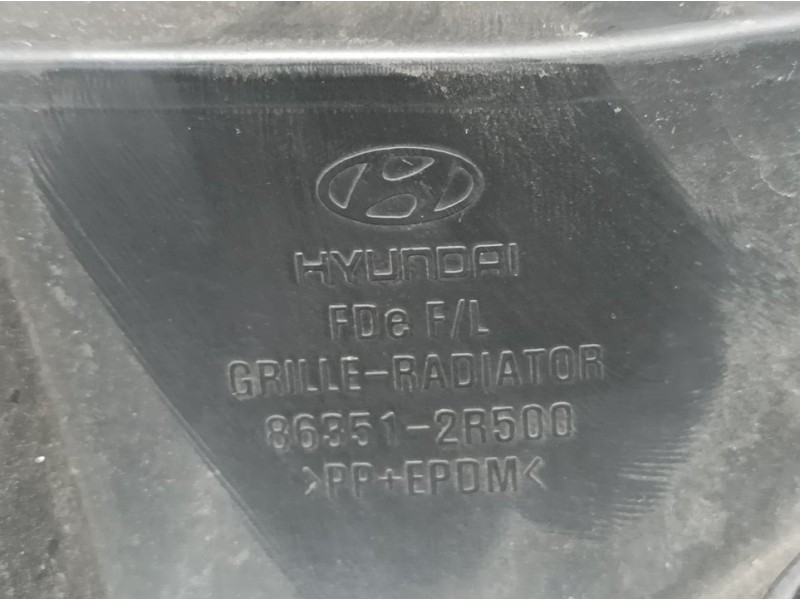 HYUNDAI
FDe F/L
GRILLE-RADIATOR
86351-2R500
>PP+EPDM<